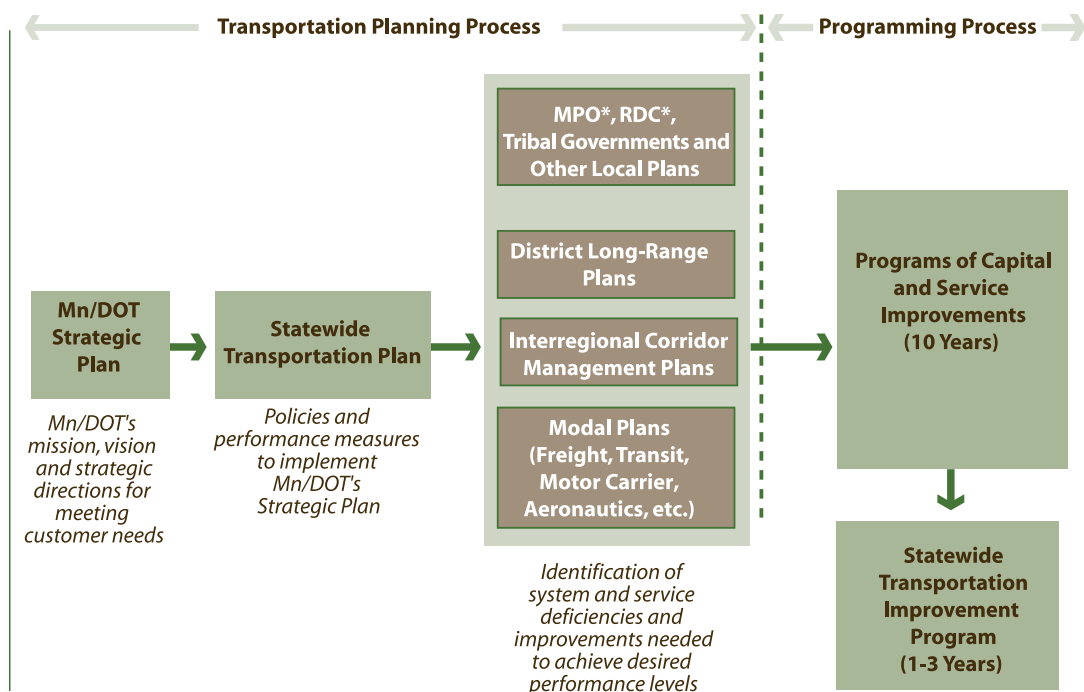 Transportation Planning Process
Programming Process
MPO*, RDC*,
Tribal Governments and
Other Local Plans
District Long-Range
Plans
Interregional Corridor
Management Plans
Modal Plans
(Freight, Transit,
Motor Carrier,
Aeronautics, etc.)
Mn/DOT
Strategic
Plan
Statewide
Transportation Plan
Programs of Capital
and Service
Improvements
(10 Years)
Mn/DOT's
mission, vision
and strategic
directions for
meeting
customer needs
Policies and
performance measures
to implement
Mn/DOT's
Strategic Plan
Identification of
system and service
deficiencies and
improvements needed
to achieve desired
performance levels
Statewide
Transportation
Improvement
Program
(1-3 Years)